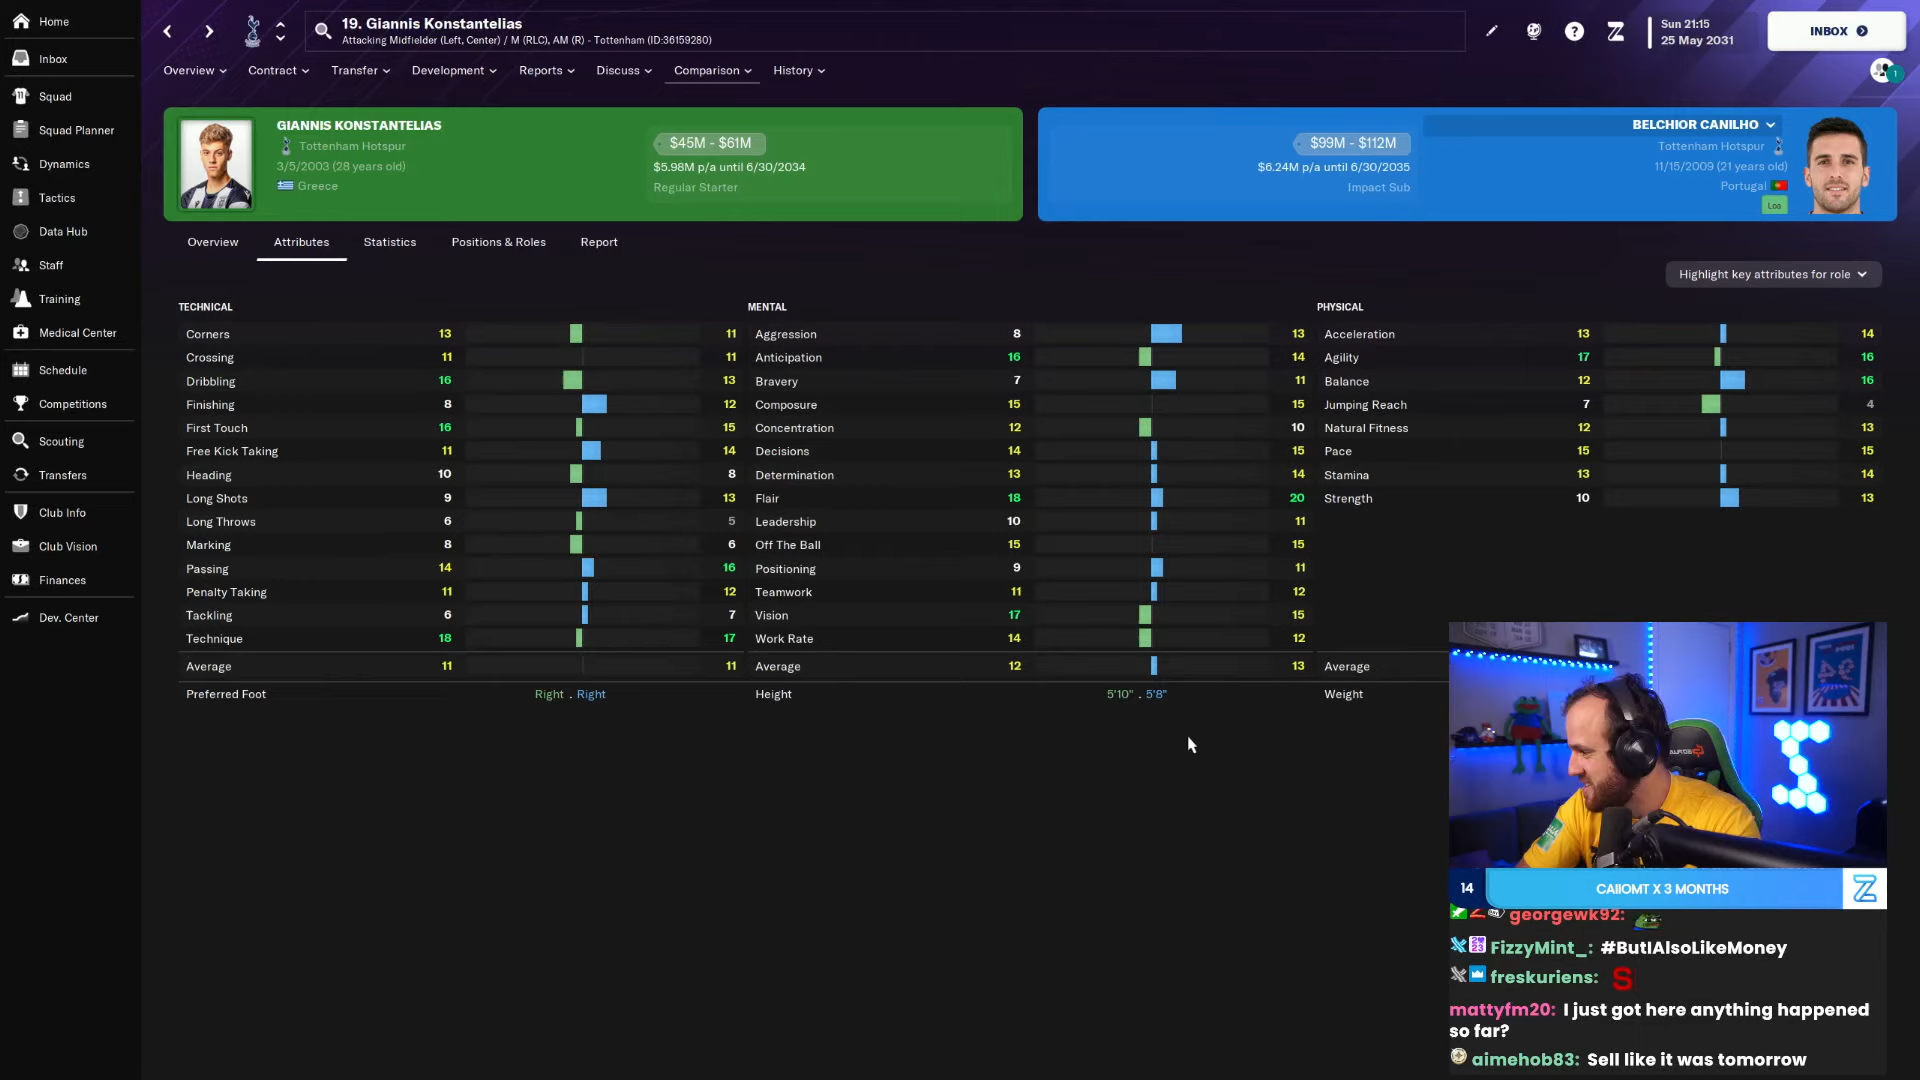 Home
Inbox
Squad
Squad Planner
Dynamics
Tactics
Data Hub
Staff
Training
Medical Center
Schedule
Competitions
Scouting
Transfers
Club Info
Club Vision
Finances
Dev. Center
19. Giannis Konstantelias
Attacking Midfielder (Left, Center) / M (RLC), AM (R) - Tottenham (ID:36159280)
Sun 21:15
25 May 2031
INBOX
1
Overview Contract Transfer Development Reports Discuss Comparison History
GIANNIS KONSTANTELIAS
Tottenham Hotspur
3/5/2003 (28 years old)
Greece
$45M - $61M
$5.98M p/a until 6/30/2034
Regular Starter
$99M - $112M
$6.24M p/a until 6/30/2035
Impact Sub
BELCHIOR CANILHO
Tottenham Hotspur
11/15/2009 (21 years old)
Portugal
Loa
Overview Attributes Statistics Positions & Roles Report
Highlight key attributes for role
TECHNICAL
Corners 13 11
Crossing 11 11
Dribbling 16 13
Finishing 8 12
First Touch 16 15
Free Kick Taking 11 14
Heading 10 8
Long Shots 9 13
Long Throws 6 5
Marking 8 6
Passing 14 16
Penalty Taking 11 12
Tackling 6 7
Technique 18 17
Average 11 11
Preferred Foot Right . Right
MENTAL
Aggression 8 13
Anticipation 16 14
Bravery 7 11
Composure 15 15
Concentration 12 10
Decisions 14 15
Determination 13 14
Flair 18 20
Leadership 10 11
Off The Ball 15 15
Positioning 9 11
Teamwork 11 12
Vision 17 15
Work Rate 14 12
Average 12 13
Height 5'10" . 5'8"
PHYSICAL
Acceleration 13 14
Agility 17 16
Balance 12 16
Jumping Reach 7 4
Natural Fitness 12 13
Pace 15 15
Stamina 13 14
Strength 10 13
Average
Weight
14 CAIIOMT X 3 MONTHS
georgewk92:
FizzyMint_: #ButIAlsoLikeMoney
freskuriens: S
mattyfm20: I just got here anything happened
so far?
aimehob83: Sell like it was tomorrow